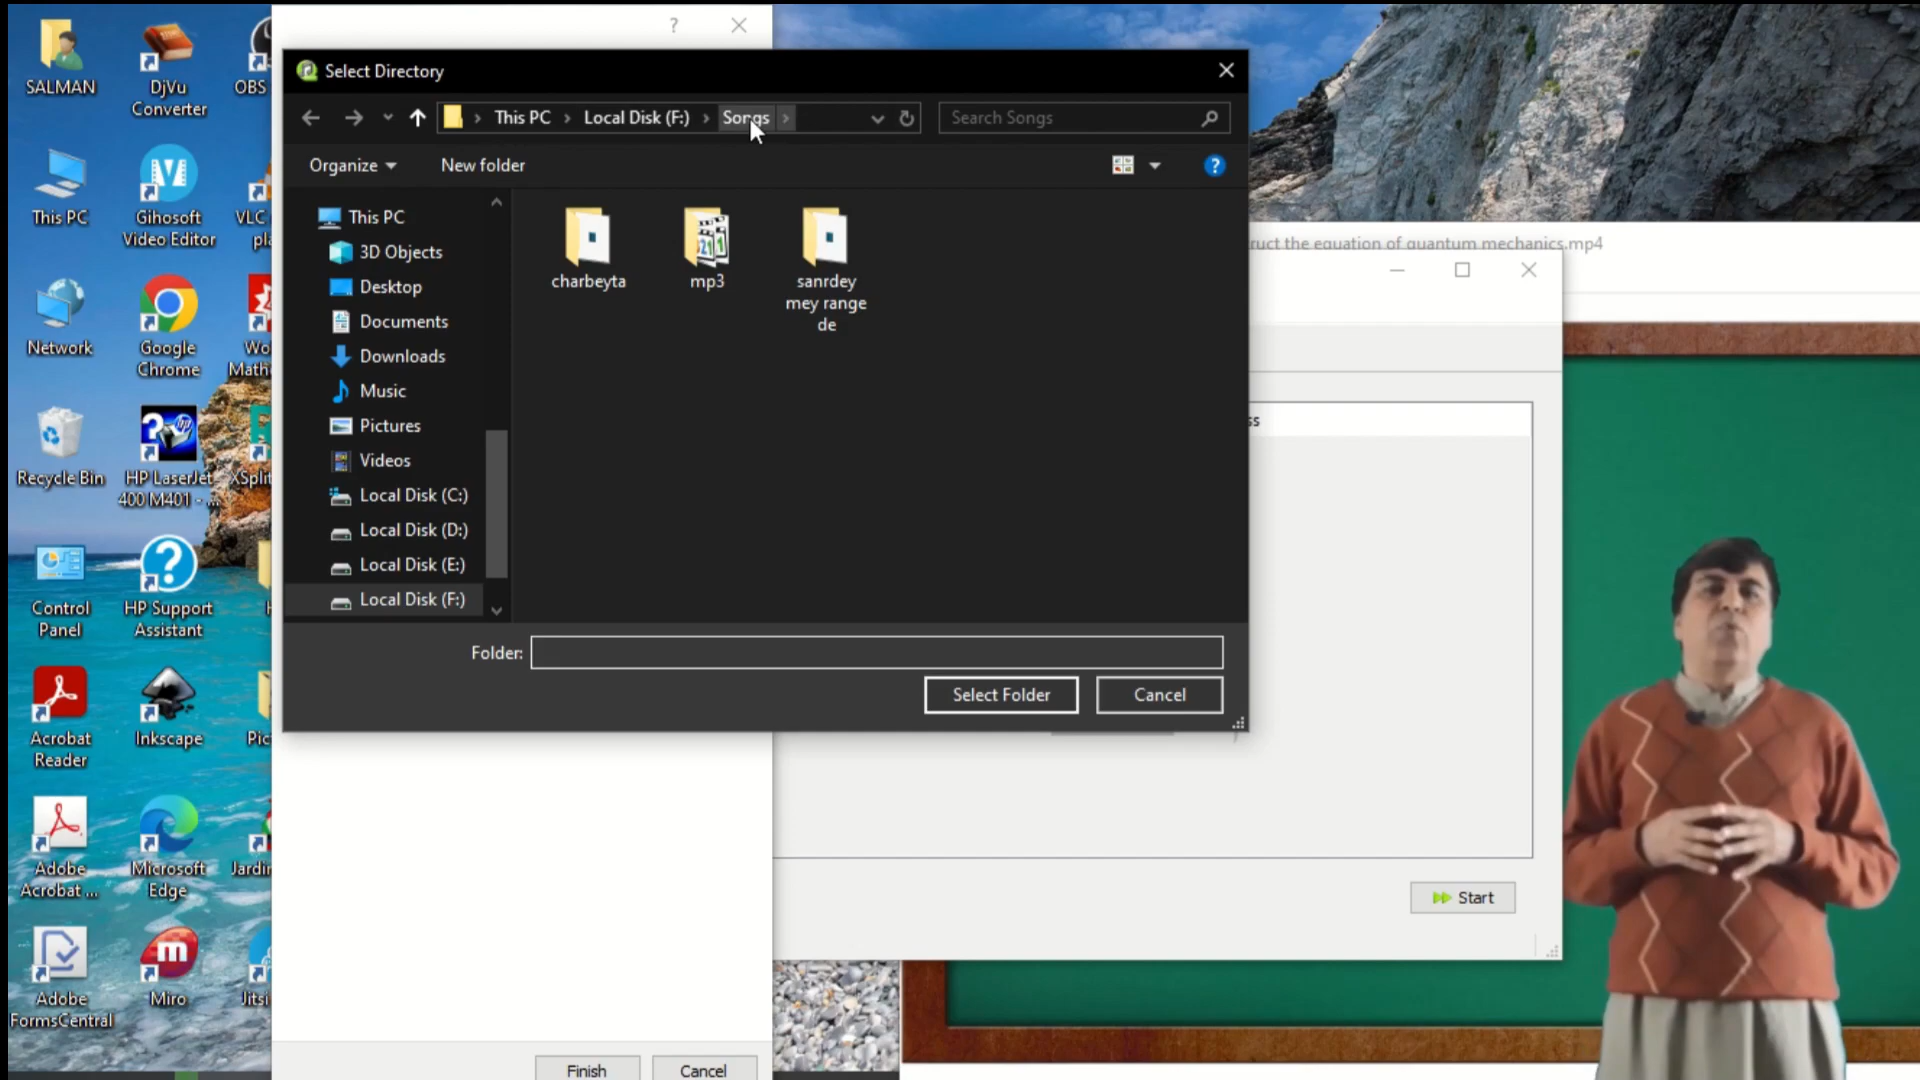 SALMAN
DjVu
Converter
OBS
This PC
Gihosoft
Video Editor
VLC
Network
Google
Chrome
Recycle Bin
HP LaserJet
400 M401 - ...
XSplit
Control
Panel
HP Support
Assistant
Acrobat
Reader
Inkscape
Adobe
Acrobat ...
Microsoft
Edge
Adobe
FormsCentral
Miro
?
Select Directory
This PC > Local Disk (F:) > Songs >
Search Songs
Organize
New folder
?
This PC
3D Objects
Desktop
Documents
Downloads
Music
Pictures
Videos
Local Disk (C:)
Local Disk (D:)
Local Disk (E:)
Local Disk (F:)
charbeyta
mp3
sanrdey
mey range
de
Folder:
Select Folder
Cancel
ruct the equation of quantum mechanics.mp4
ss
Start
Finish
Cancel